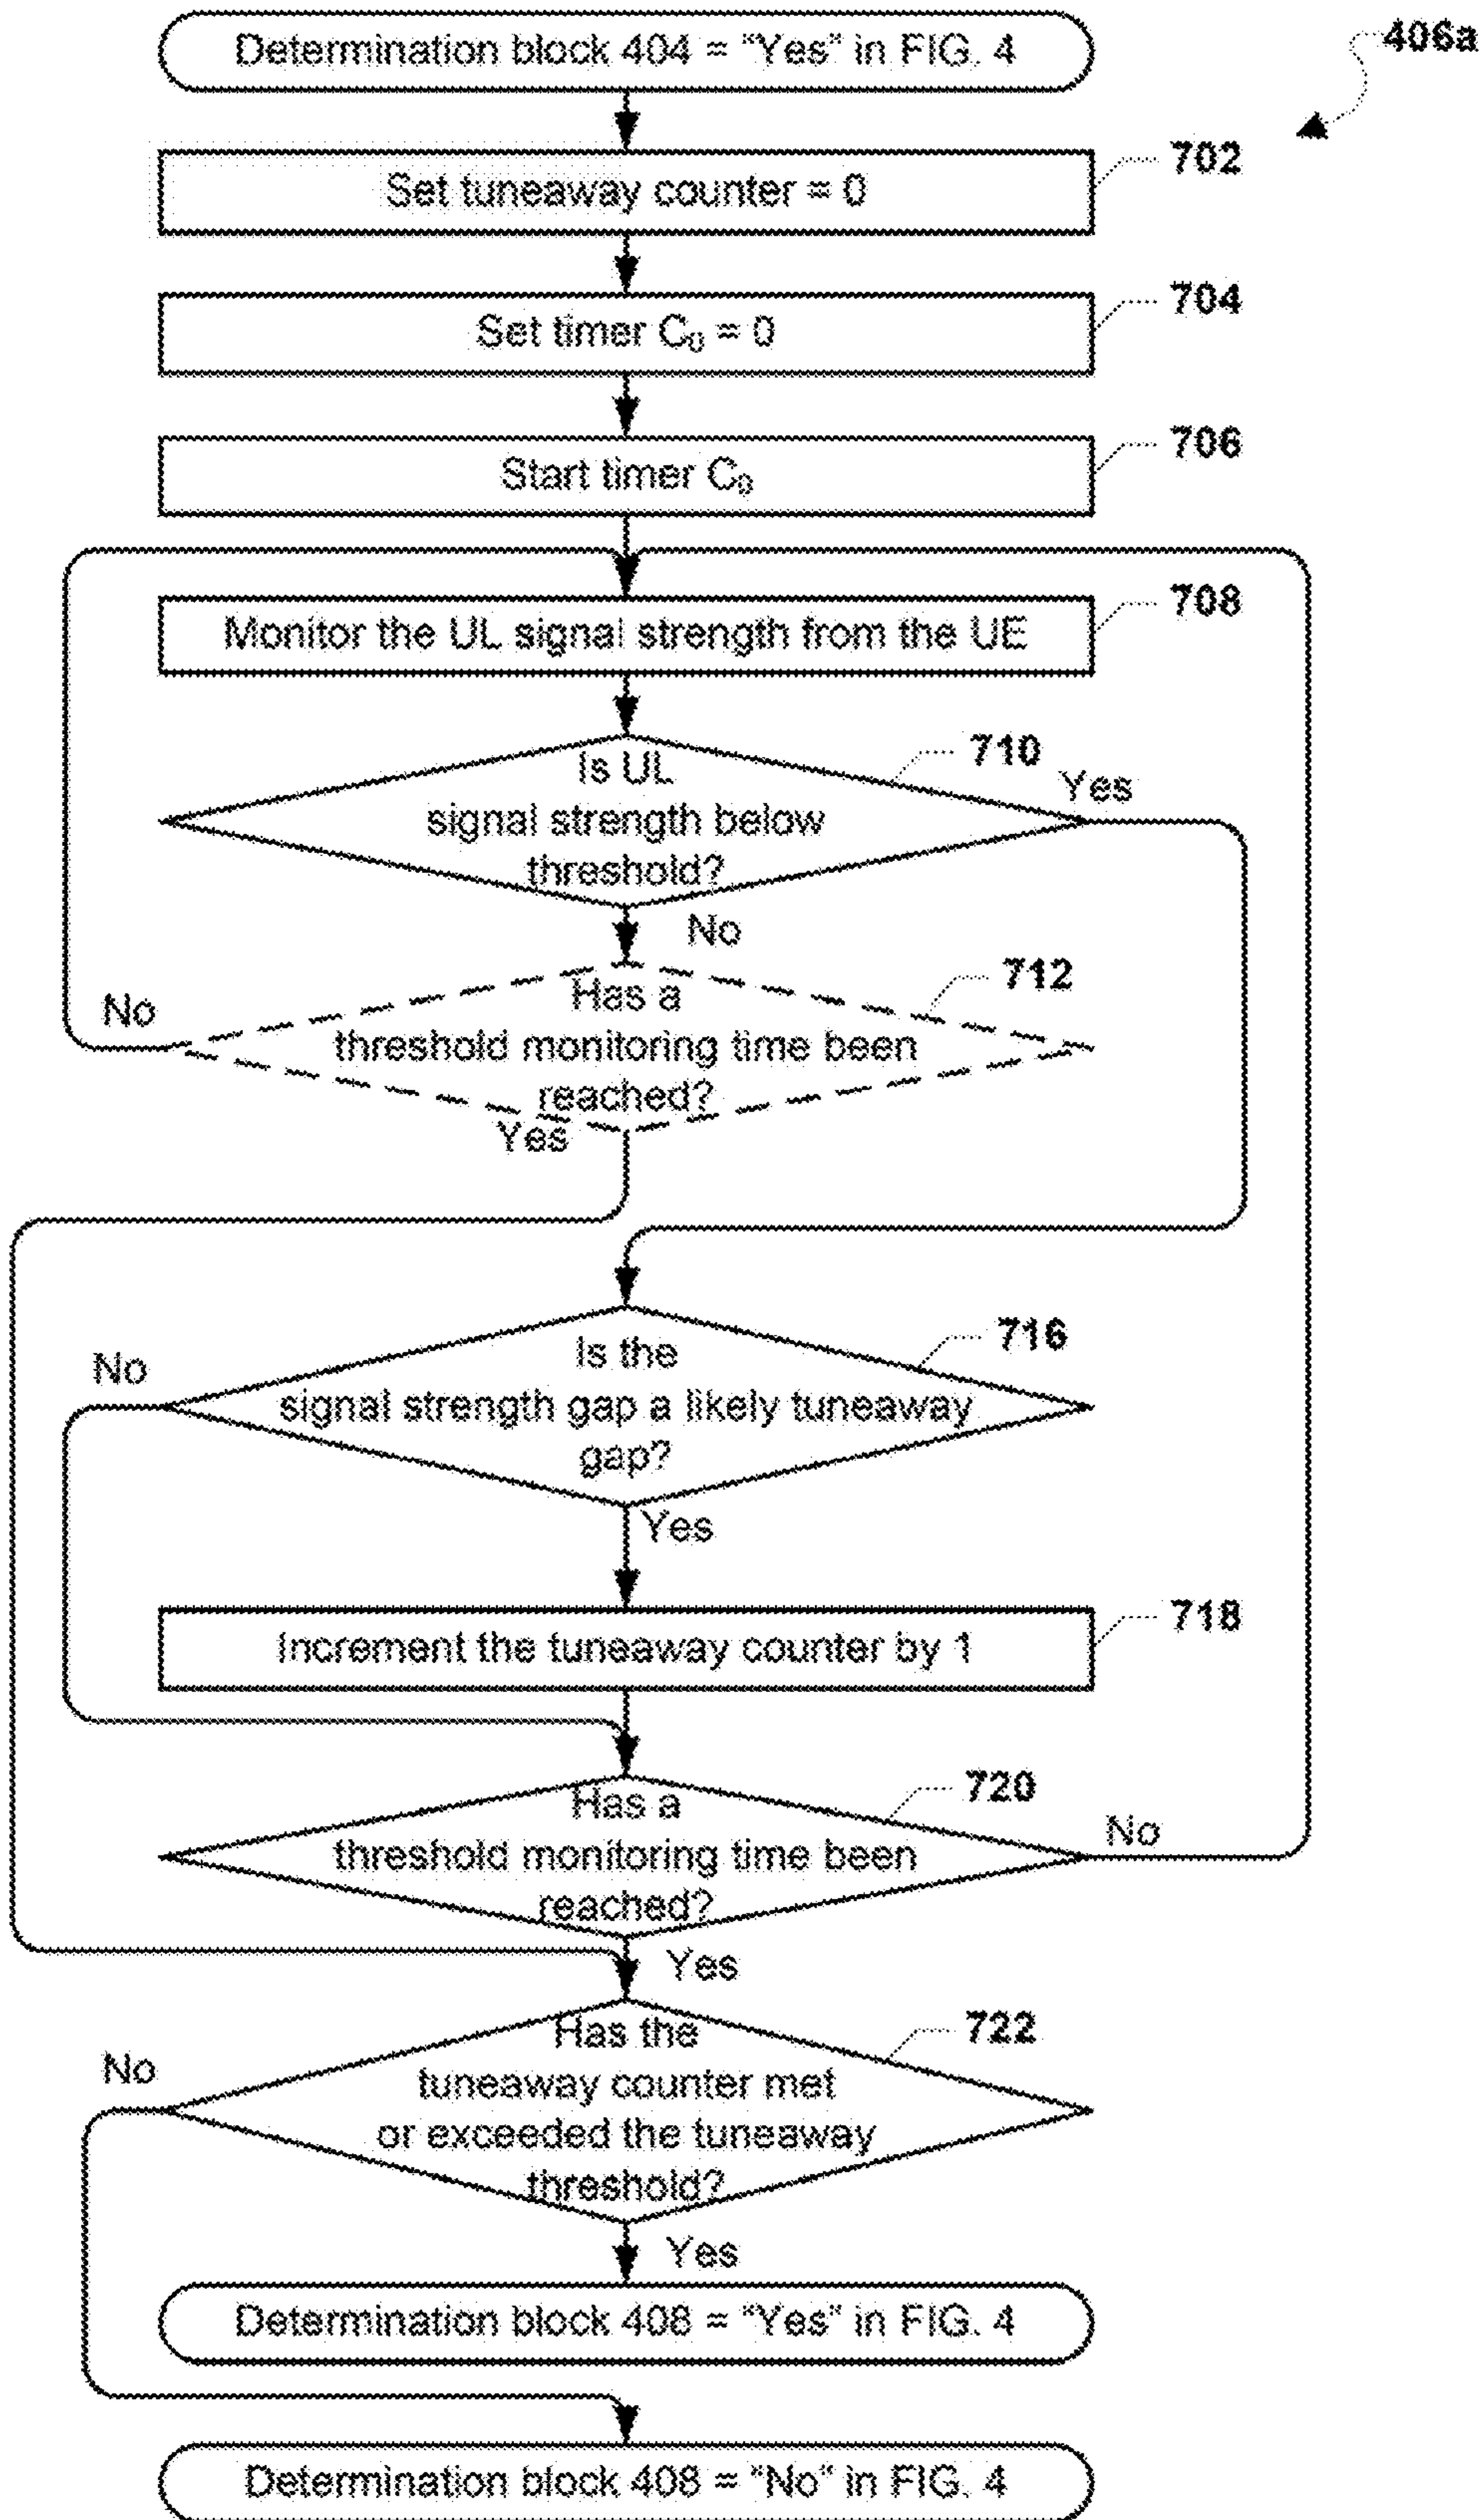 Determination block 404 = "Yes" in FIG. 4
406a
Set tuneaway counter = 0
702
Set timer C₀ = 0
704
Start timer C₀
706
Monitor the UL signal strength from the UE
708
Is UL
signal strength below
threshold?
710
Yes
No
Has a
threshold monitoring time been
reached?
712
No
Yes
Is the
signal strength gap a likely tuneaway
gap?
716
No
Yes
Increment the tuneaway counter by 1
718
Has a
threshold monitoring time been
reached?
720
No
Yes
Has the
tuneaway counter met
or exceeded the tuneaway
threshold?
722
No
Yes
Determination block 408 = "Yes" in FIG. 4
Determination block 408 = "No" in FIG. 4